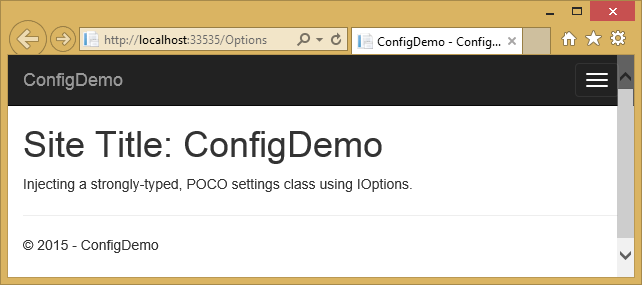 http://localhost:33535/Options
ConfigDemo - Config...
ConfigDemo
Site Title: ConfigDemo
Injecting a strongly-typed, POCO settings class using IOptions.
© 2015 - ConfigDemo